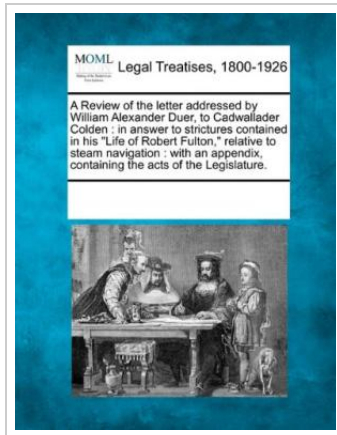 MOML
Legal Treatises, 1800-1926
A Review of the letter addressed by
William Alexander Duer, to Cadwallader
Colden : in answer to strictures contained
in his "Life of Robert Fulton," relative to
steam navigation : with an appendix,
containing the acts of the Legislature.